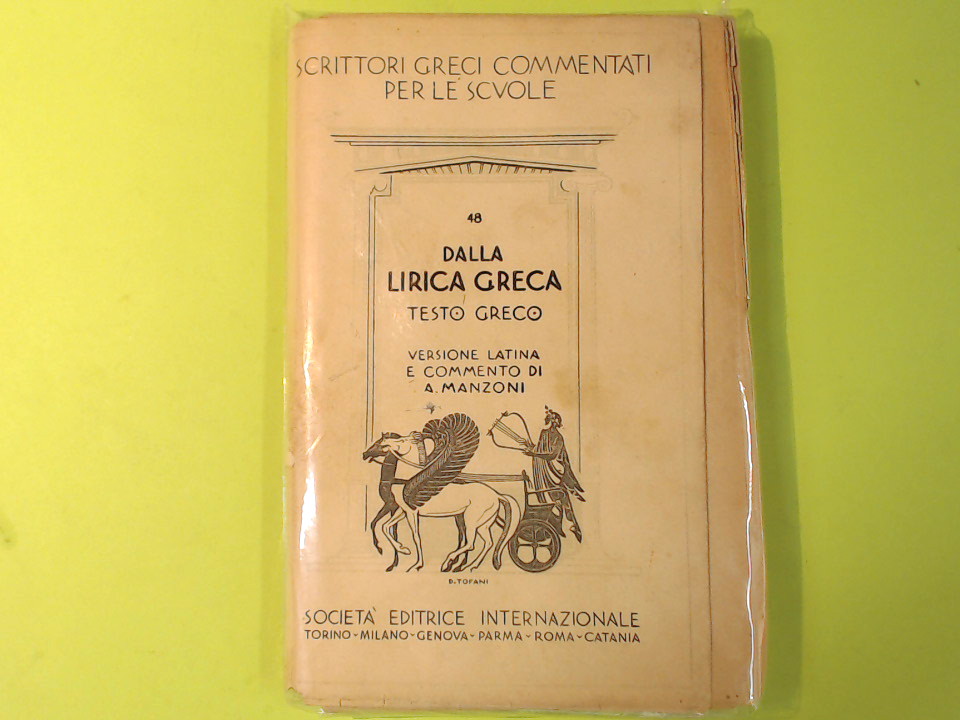 SCRITTORI GRECI COMMENTATI
PER LE SCVOLE
48
DALLA
LIRICA GRECA
TESTO GRECO
VERSIONE LATINA
E COMMENTO DI
A. MANZONI
D. TOFANI
SOCIETÀ EDITRICE INTERNAZIONALE
TORINO - MILANO - GENOVA - PARMA - ROMA - CATANIA